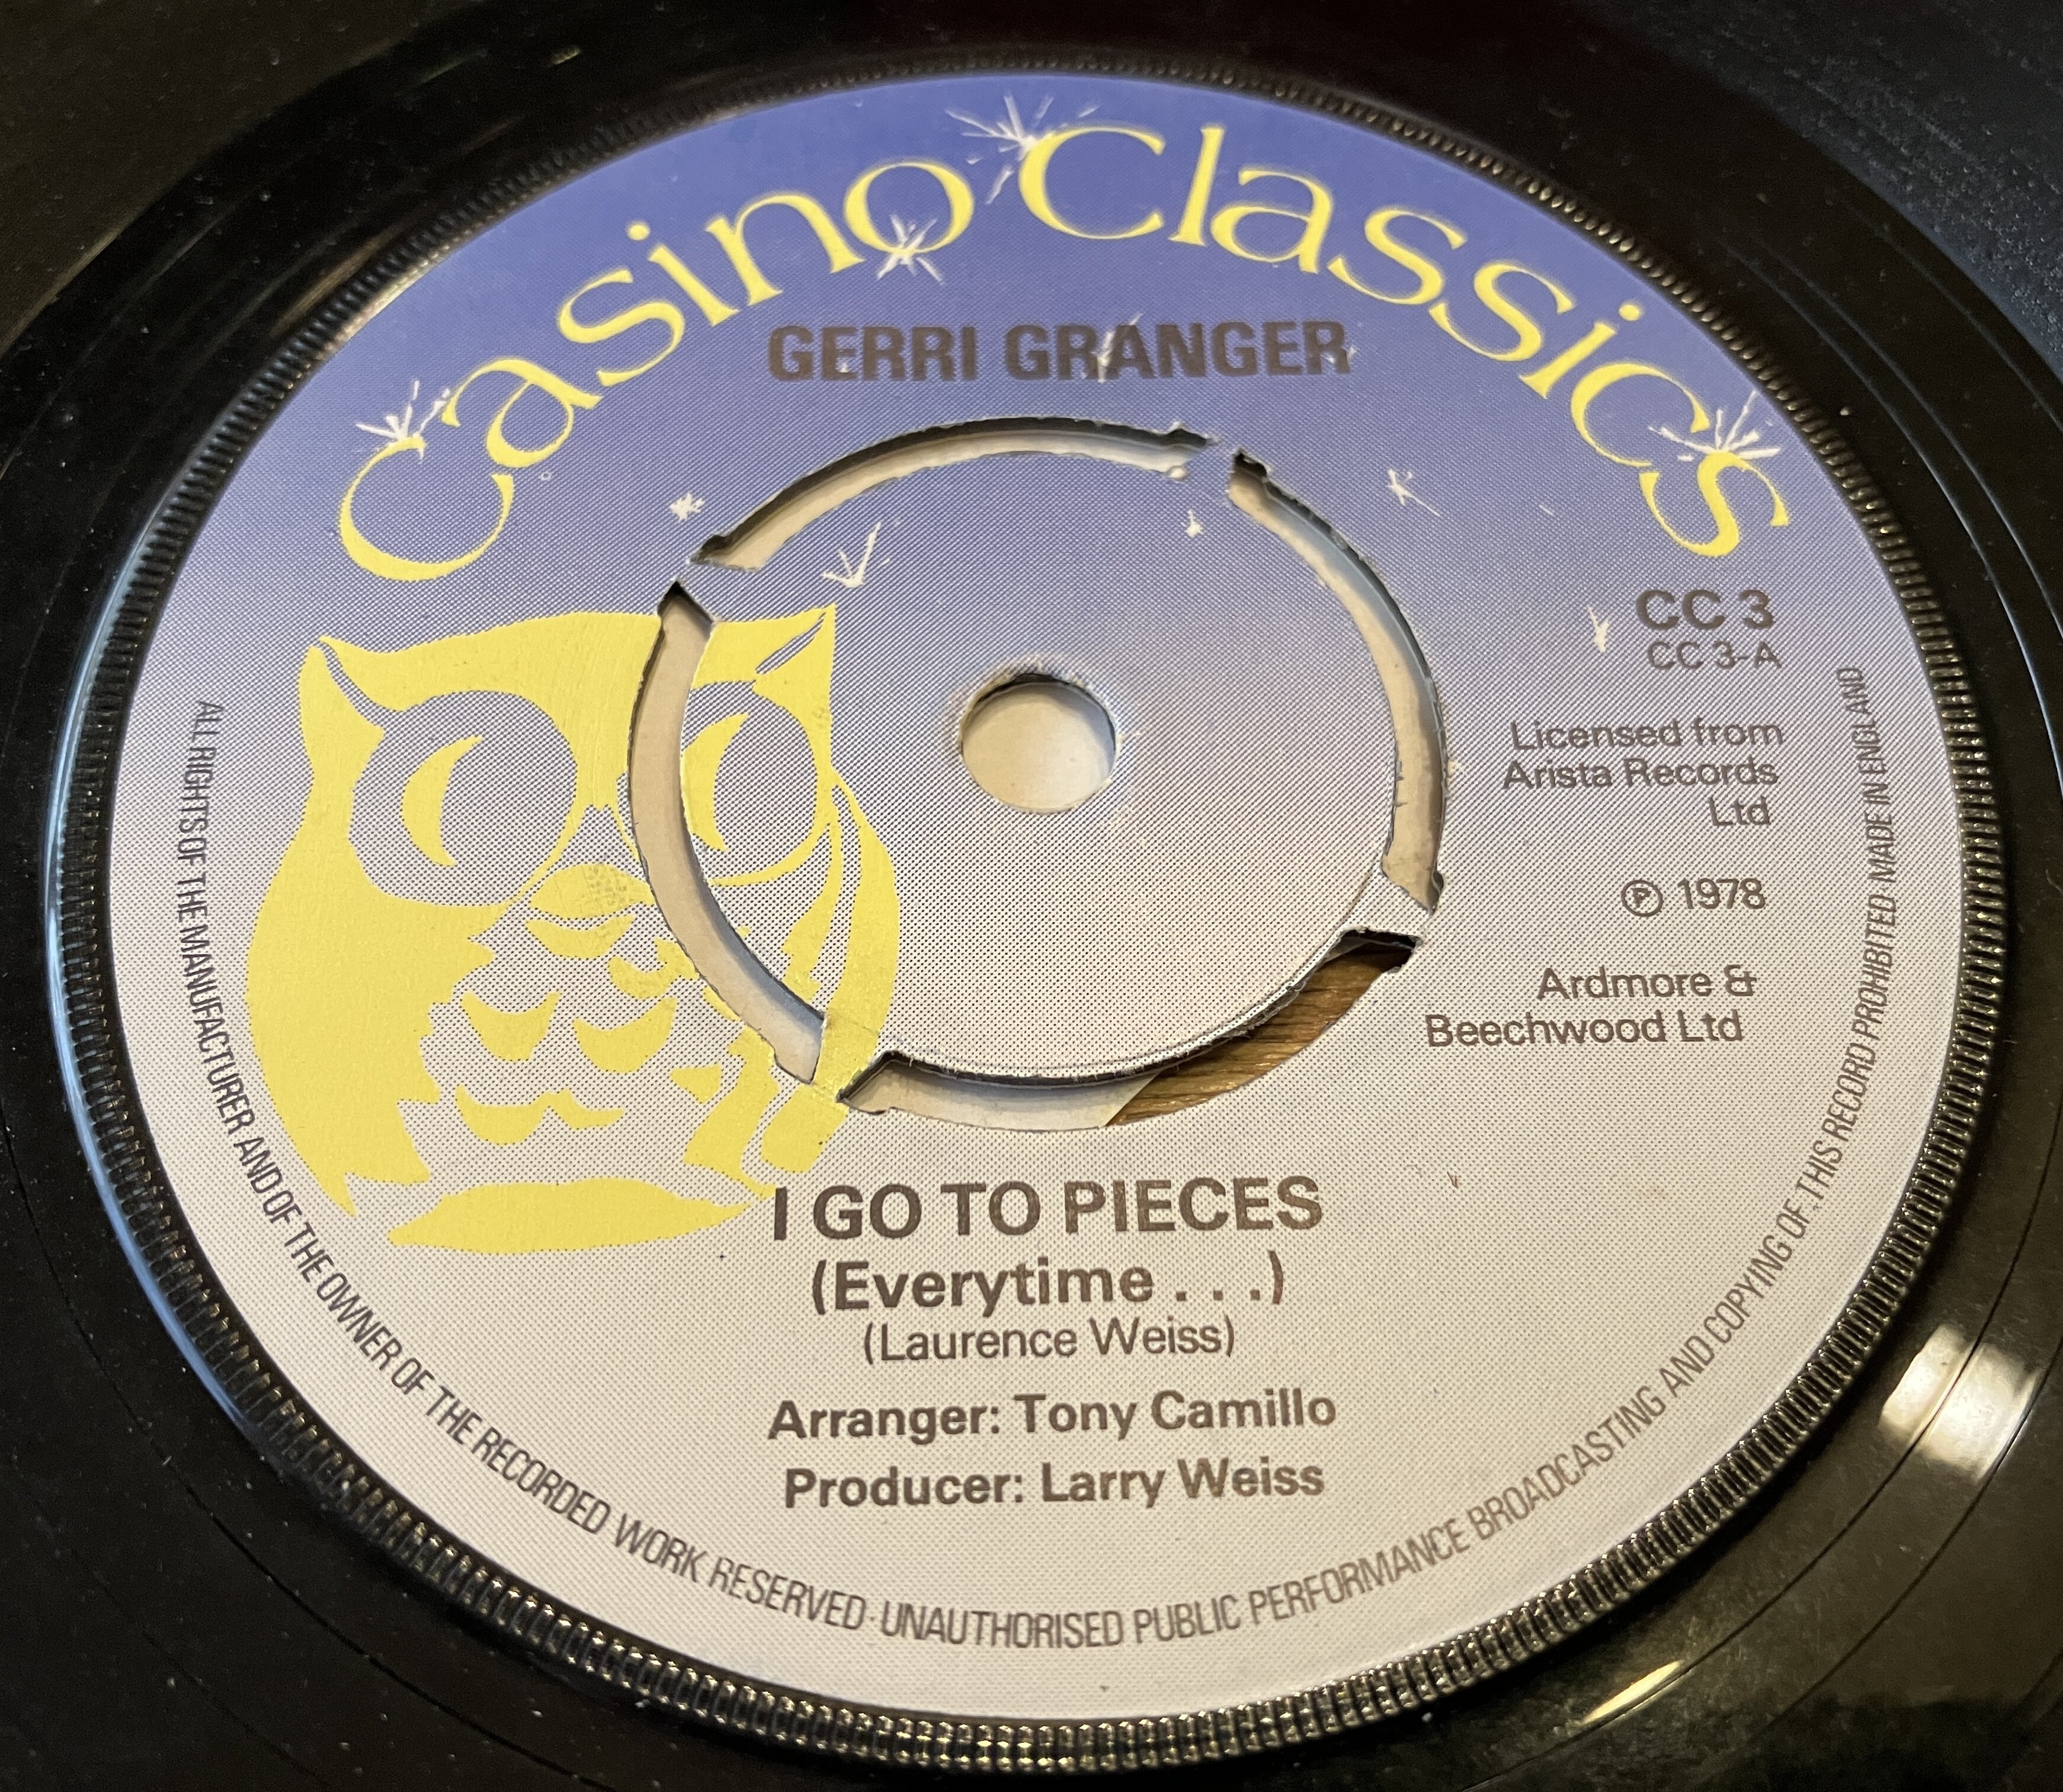 Casino Classics
GERRI GRANGER
CC 3
CC 3-A
Licensed from
Arista Records
Ltd
Ⓟ 1978
Ardmore &
Beechwood Ltd
I GO TO PIECES
(Everytime . . .)
(Laurence Weiss)
Arranger: Tony Camillo
Producer: Larry Weiss
ALL RIGHTS OF THE MANUFACTURER AND OF THE OWNER OF THE RECORDED WORK RESERVED · UNAUTHORISED PUBLIC PERFORMANCE BROADCASTING AND COPYING OF THIS RECORD PROHIBITED · MADE IN ENGLAND